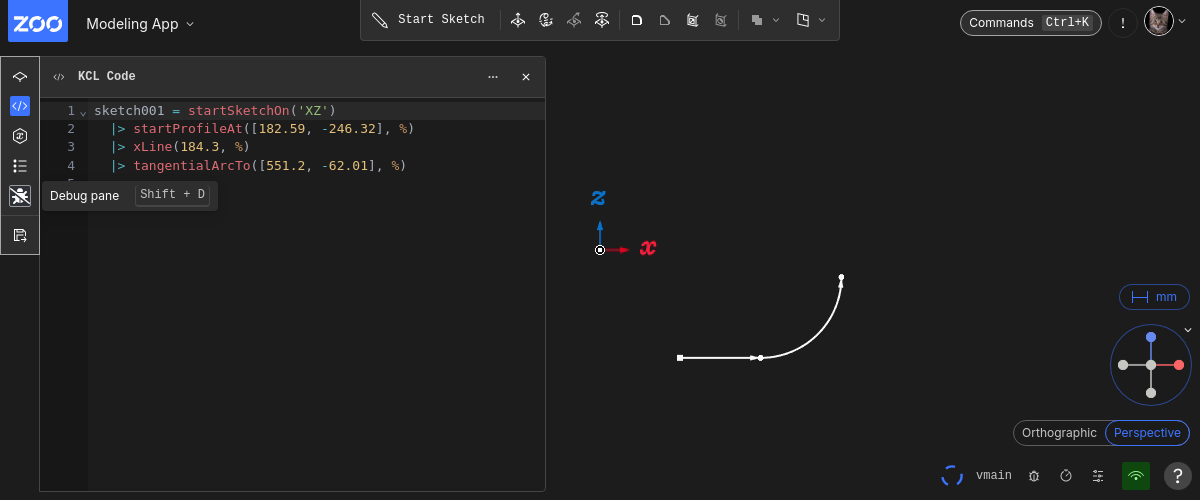 ZOO
Modeling App
Start Sketch
Commands Ctrl+K
!
KCL Code
1 sketch001 = startSketchOn('XZ')
2 |> startProfileAt([182.59, -246.32], %)
3 |> xLine(184.3, %)
4 |> tangentialArcTo([551.2, -62.01], %)
Debug pane Shift + D
z
x
mm
Orthographic Perspective
vmain
?